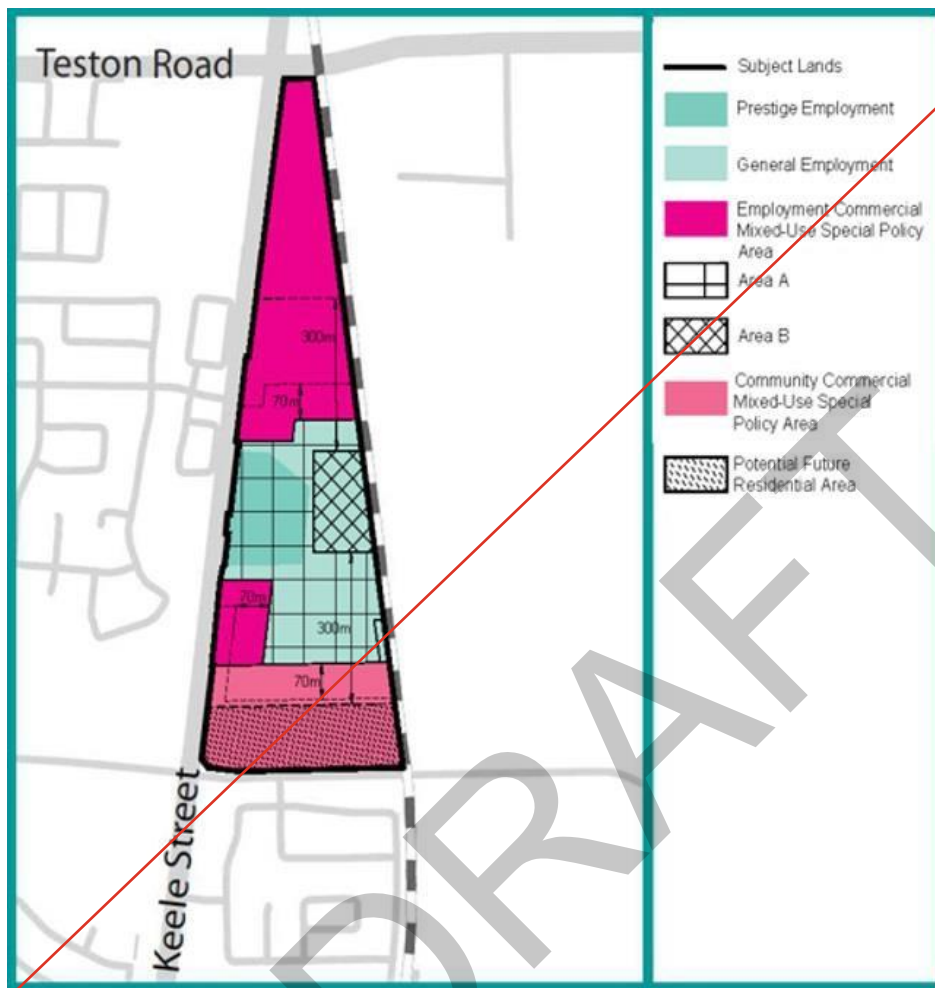 Teston Road
300m
70m
70m
300m
70m
Keele Street
Subject Lands
Prestige Employment
General Employment
Employment Commercial
Mixed-Use Special Policy
Area
Area A
Area B
Community Commercial
Mixed-Use Special
Policy Area
Potential Future
Residential Area
DRAFT